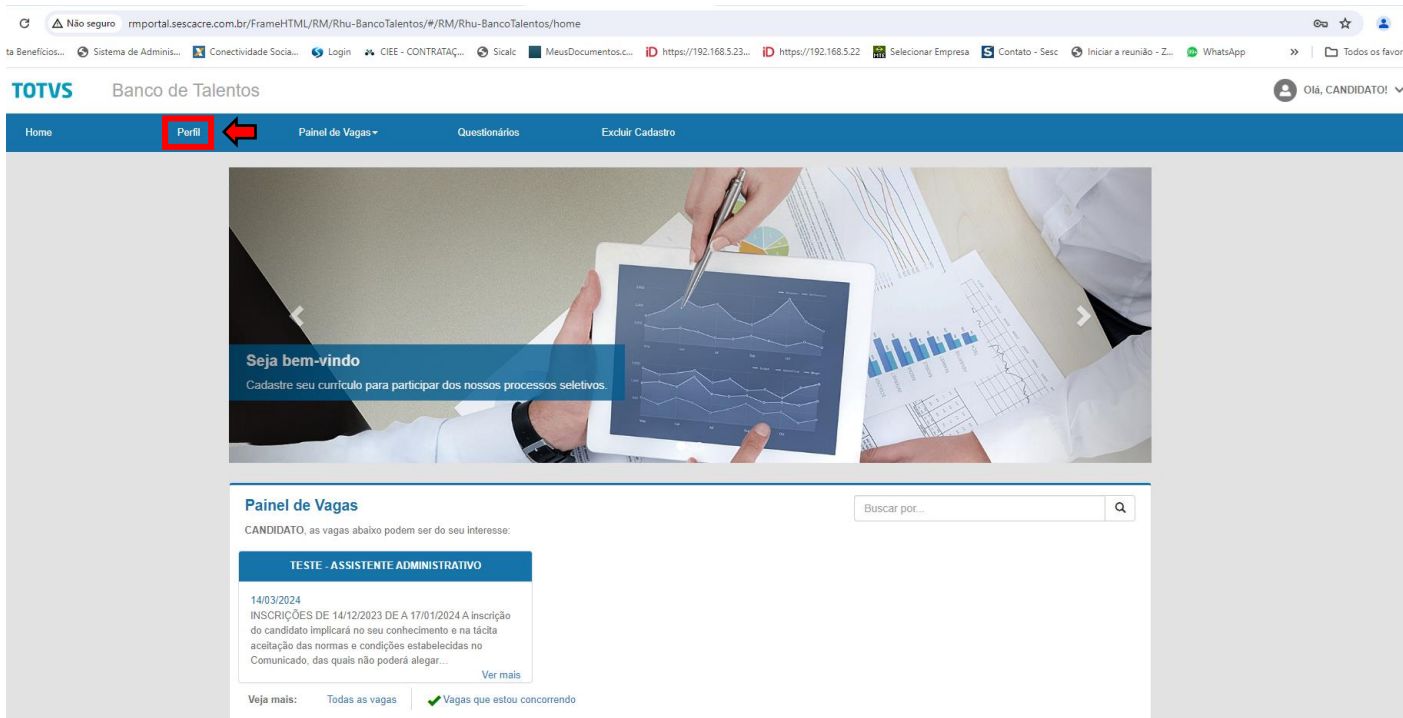 Não seguro rmportal.sescacre.com.br/FrameHTML/RM/Rhu-BancoTalentos/#/RM/Rhu-BancoTalentos/home
ta Benefícios... Sistema de Adminis... Conectividade Socia... Login CIEE - CONTRATAÇ... Sicalc MeusDocumentos.c... https://192.168.5.23... https://192.168.5.22 Selecionar Empresa Contato - Sesc Iniciar a reunião - Z... WhatsApp » Todos os favor
TOTVS Banco de Talentos Olá, CANDIDATO!
Home Perfil Painel de Vagas Questionários Excluir Cadastro
Seja bem-vindo
Cadastre seu currículo para participar dos nossos processos seletivos.
Painel de Vagas Buscar por...
CANDIDATO, as vagas abaixo podem ser do seu interesse:
TESTE - ASSISTENTE ADMINISTRATIVO
14/03/2024
INSCRIÇÕES DE 14/12/2023 DE A 17/01/2024 A inscrição
do candidato implicará no seu conhecimento e na tácita
aceitação das normas e condições estabelecidas no
Comunicado, das quais não poderá alegar...
Ver mais
Veja mais: Todas as vagas Vagas que estou concorrendo